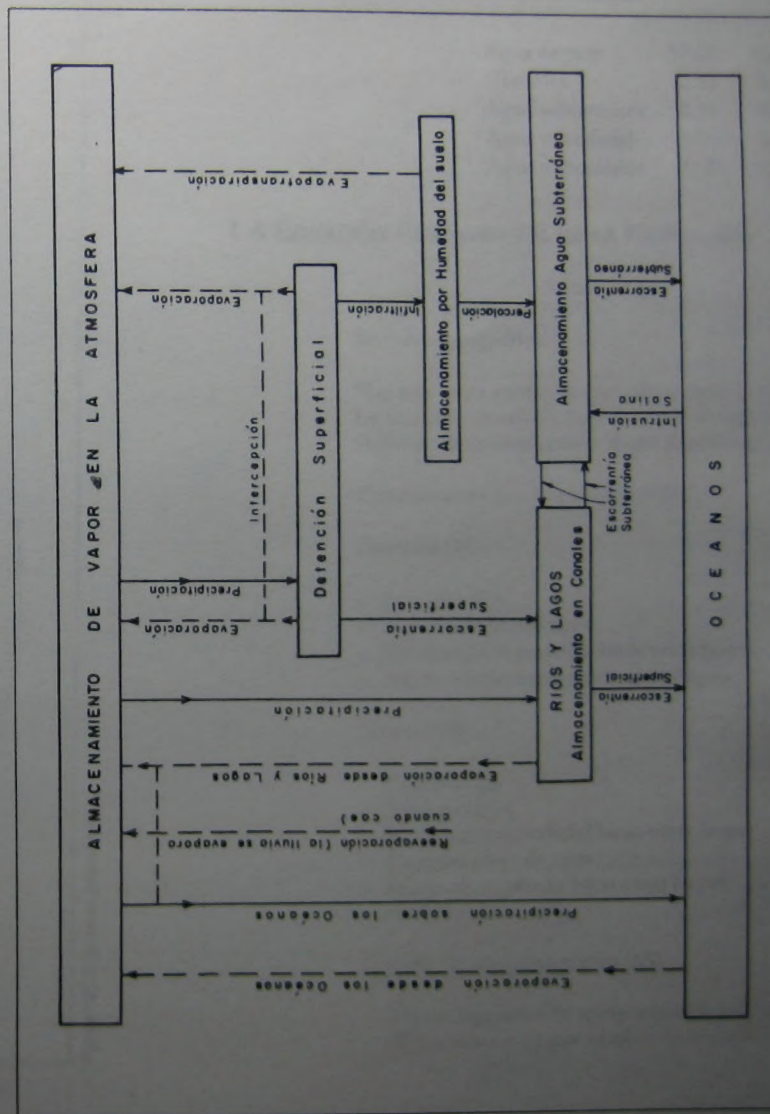 ALMACENAMIENTO DE VAPOR EN LA ATMOSFERA
Evaporación desde los Océanos
Precipitación sobre los Océanos
Reevaporación (la lluvia se evapora
cuando cae)
Evaporación desde Ríos y Lagos
Precipitación
Evaporación
Precipitación
Intercepción
Evaporación
Evapotranspiración
Detención Superficial
Escorrentía
Superficial
Infiltración
Almacenamiento por Humedad del suelo
Percolación
RIOS Y LAGOS
Almacenamiento en Canales
Almacenamiento Agua Subterránea
Escorrentía
Subterránea
Escorrentía
Superficial
Intrusión
Salina
Escorrentía
Subterránea
OCEANOS